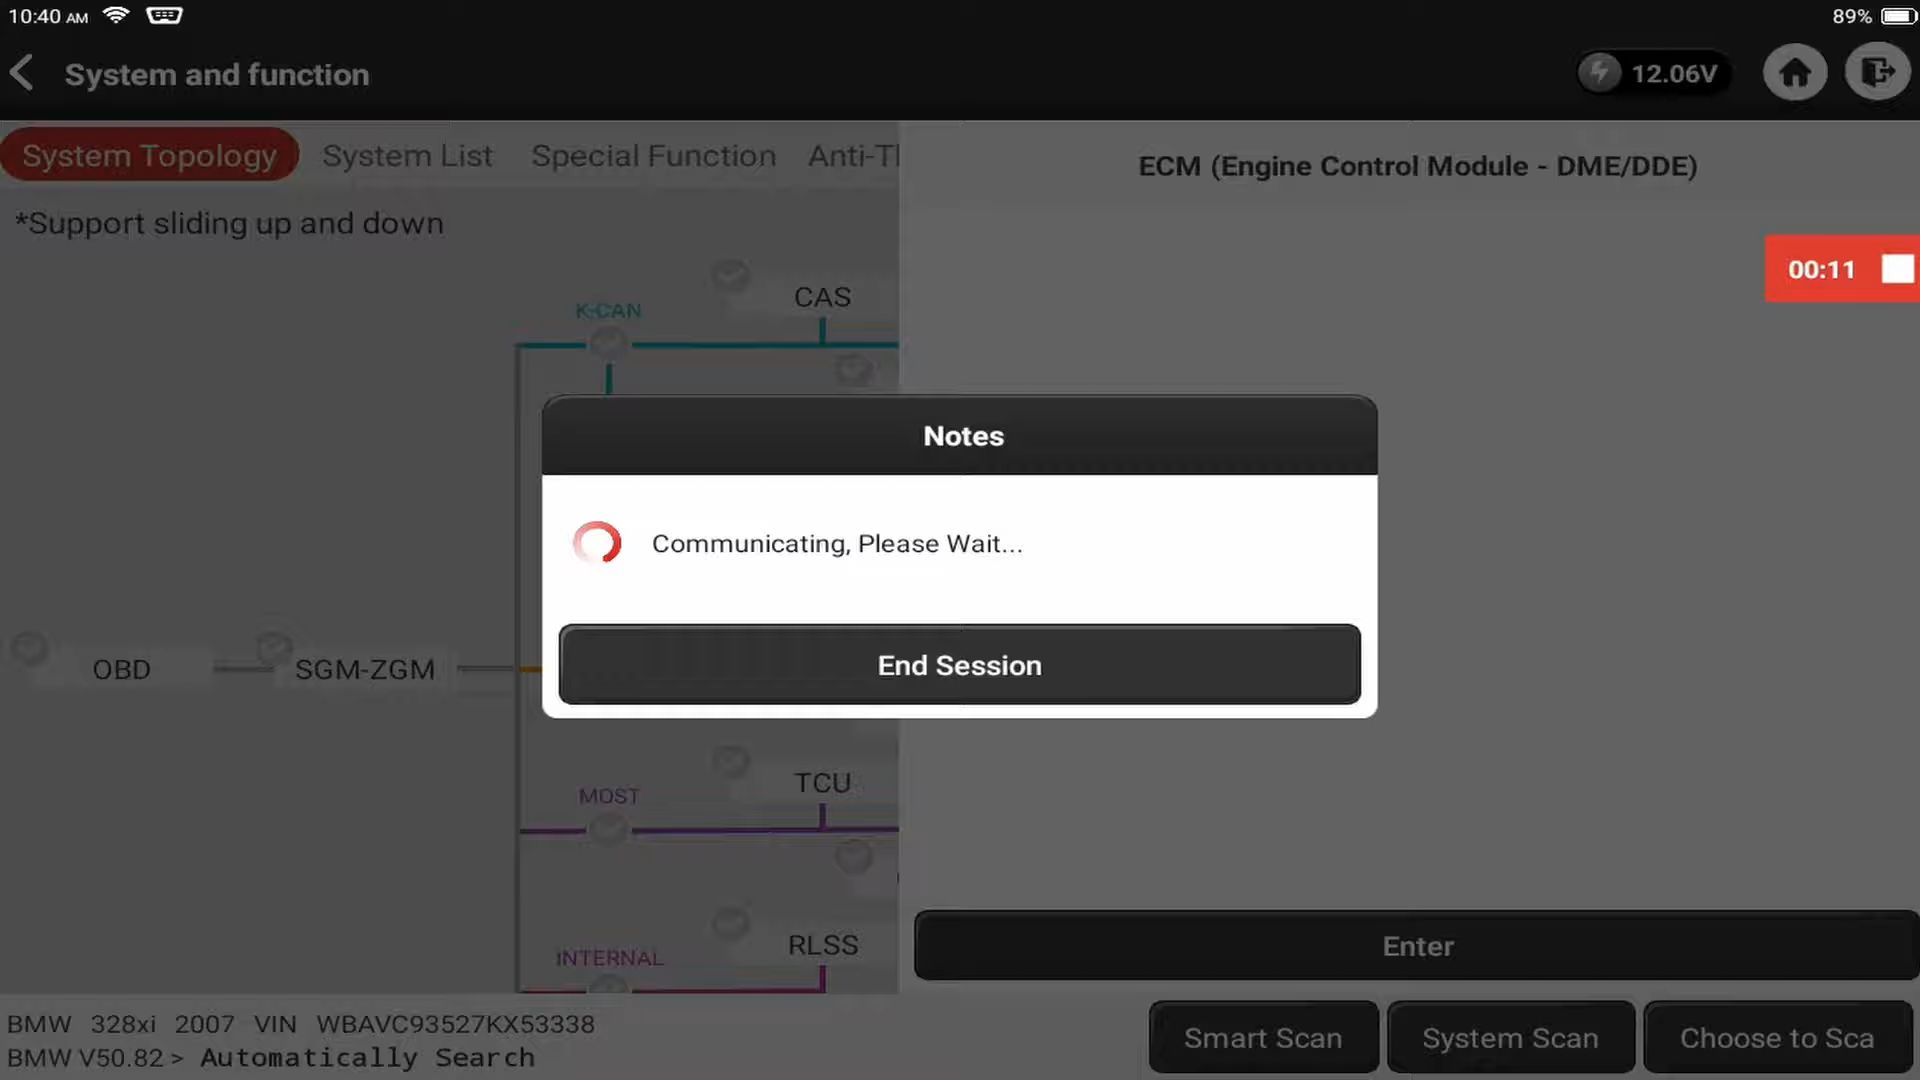 10:40 AM
89%
System and function
12.06V
System Topology
System List
Special Function
Anti-T
ECM (Engine Control Module - DME/DDE)
*Support sliding up and down
00:11
CAS
K-CAN
Notes
Communicating, Please Wait...
End Session
OBD
SGM-ZGM
TCU
MOST
RLSS
INTERNAL
Enter
BMW 328xi 2007 VIN WBAVC93527KX53338
BMW V50.82 > Automatically Search
Smart Scan
System Scan
Choose to Sca